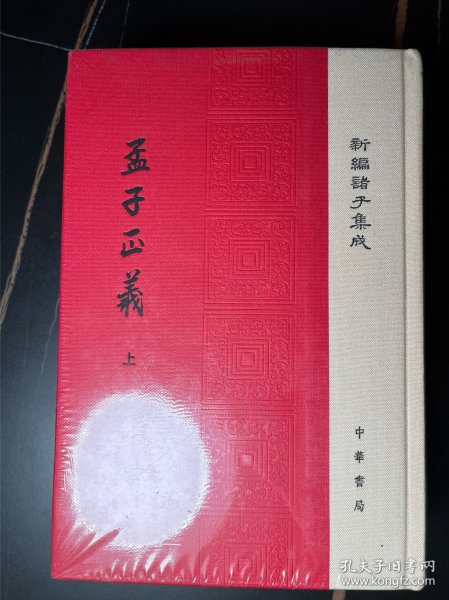 新編諸子集成
孟子正義
上
中華書局
孔夫子旧书网
www.kongfz.com